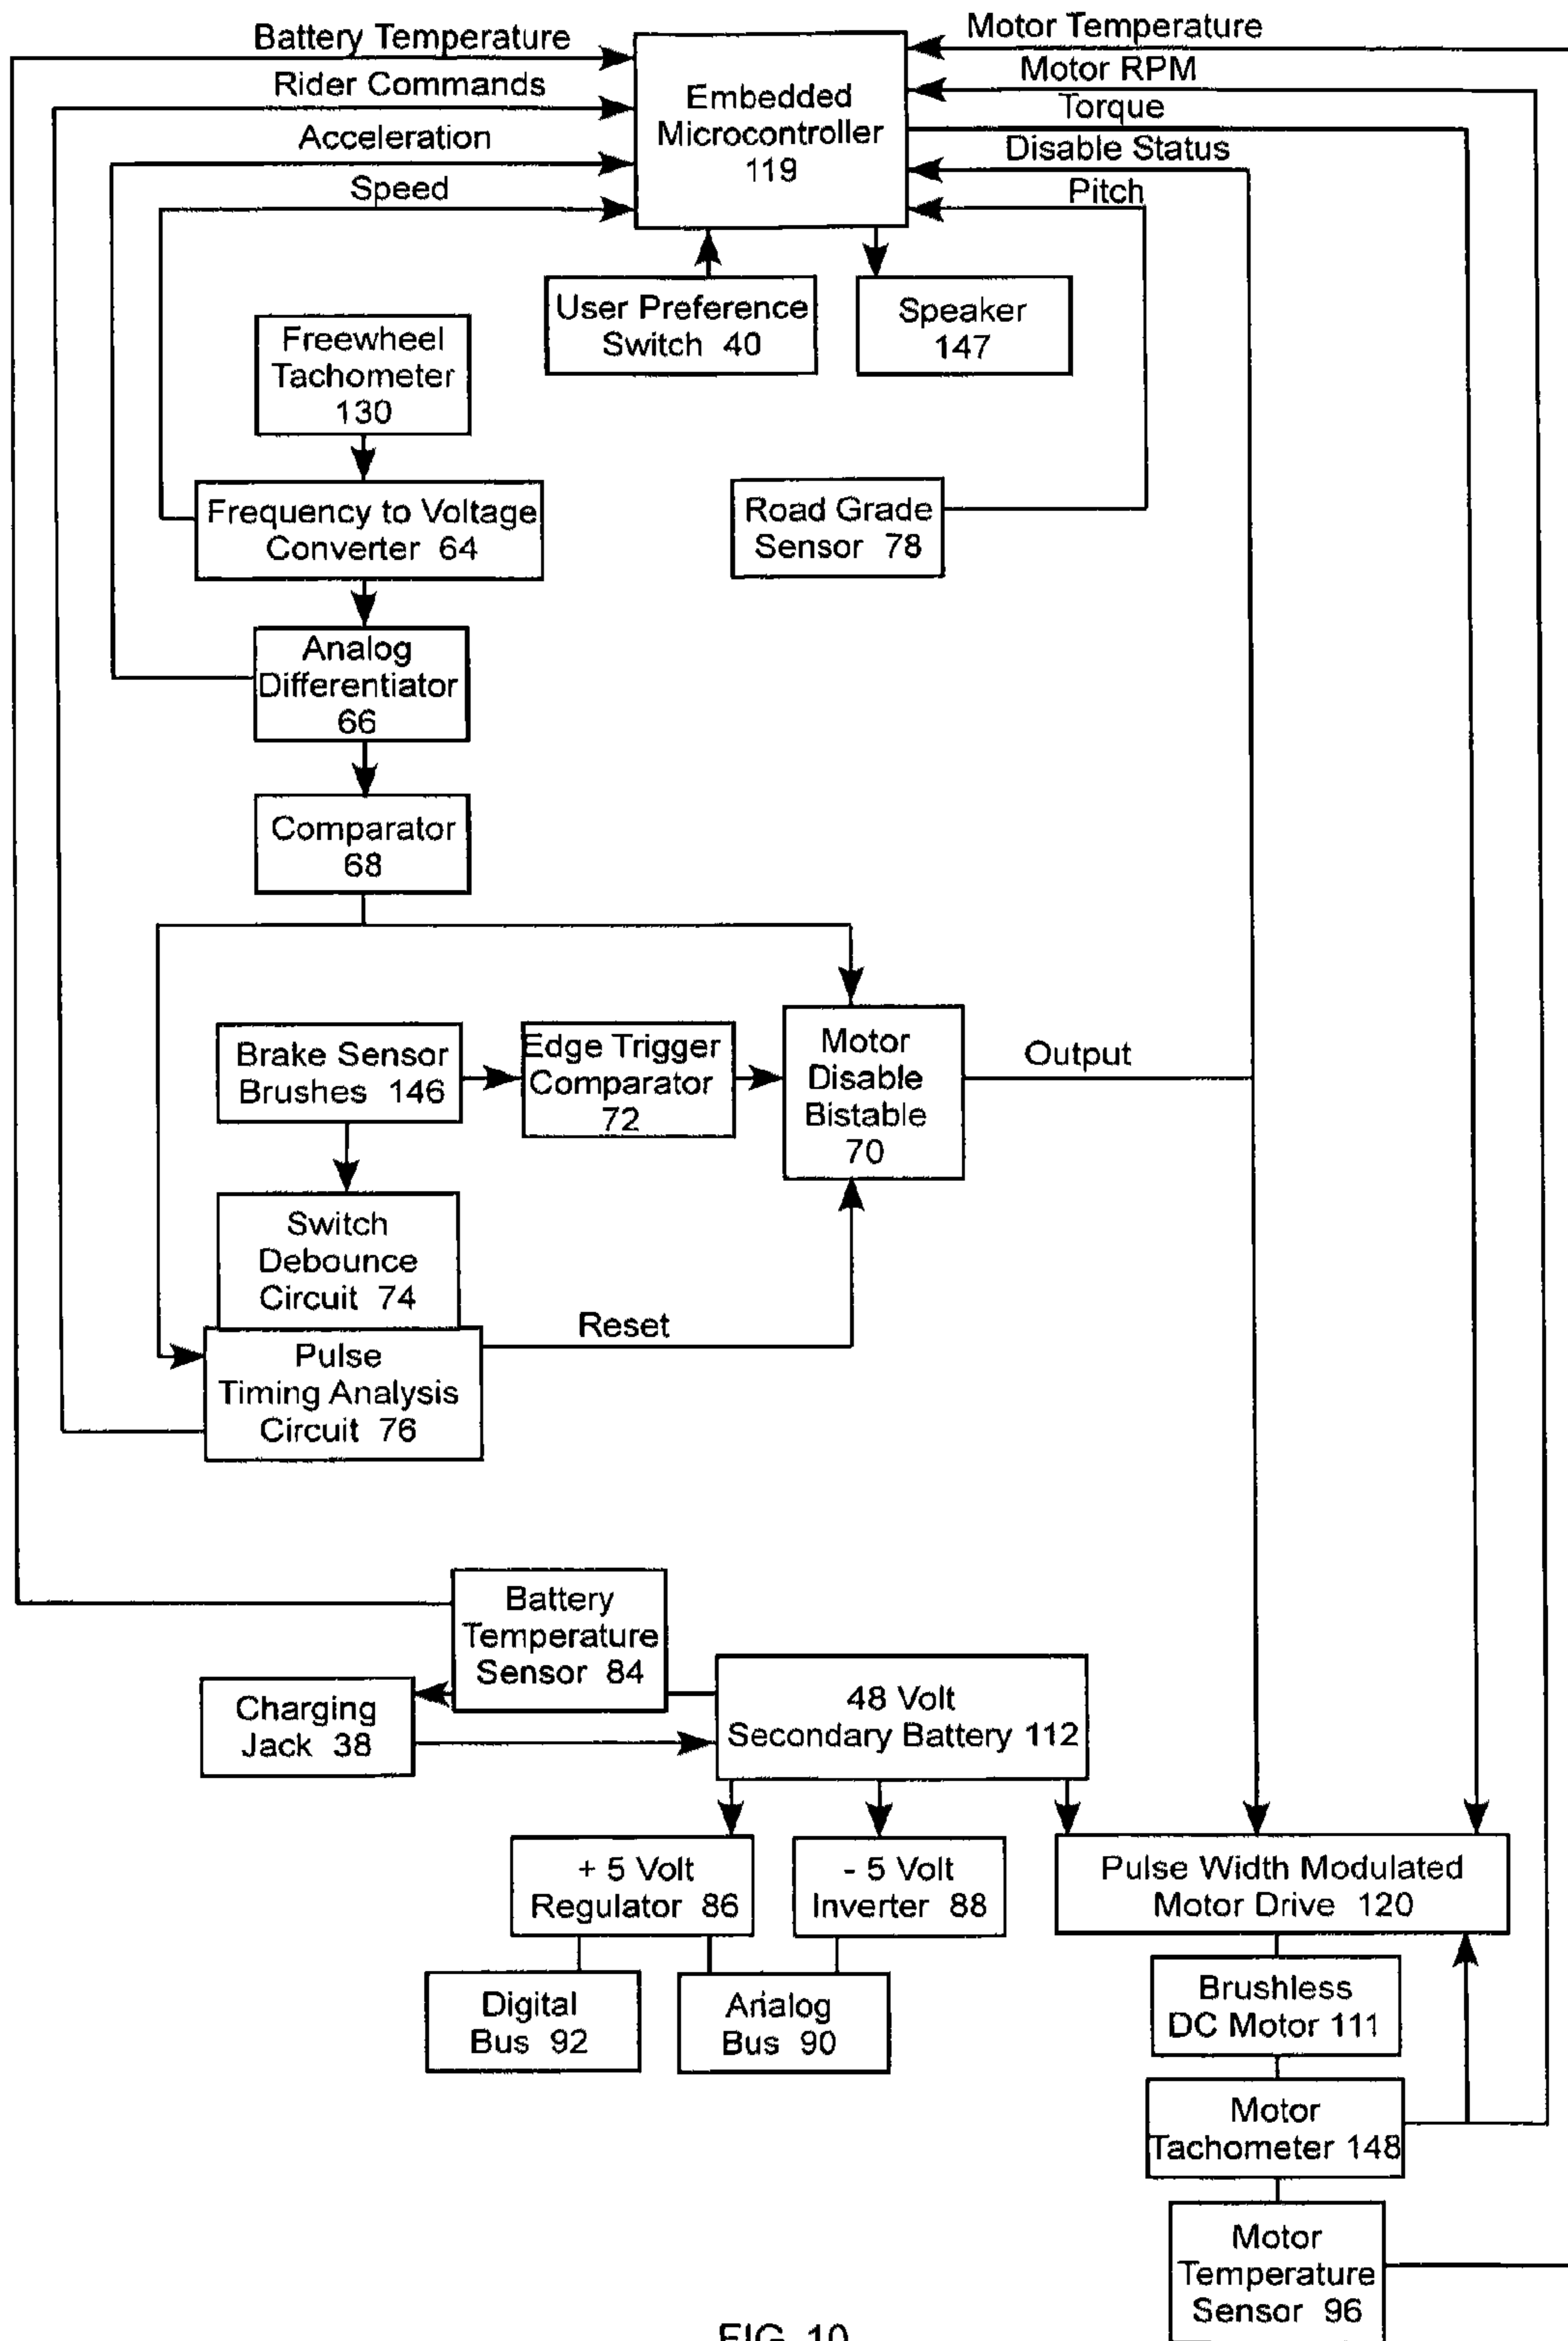 Battery Temperature
Rider Commands
Acceleration
Speed
Embedded
Microcontroller
119
Motor Temperature
Motor RPM
Torque
Disable Status
Pitch
User Preference
Switch 40
Speaker
147
Freewheel
Tachometer
130
Frequency to Voltage
Converter 64
Road Grade
Sensor 78
Analog
Differentiator
66
Comparator
68
Brake Sensor
Brushes 146
Edge Trigger
Comparator
72
Motor
Disable
Bistable
70
Output
Switch
Debounce
Circuit 74
Reset
Pulse
Timing Analysis
Circuit 76
Battery
Temperature
Sensor 84
Charging
Jack 38
48 Volt
Secondary Battery 112
+ 5 Volt
Regulator 86
- 5 Volt
Inverter 88
Pulse Width Modulated
Motor Drive 120
Digital
Bus 92
Analog
Bus 90
Brushless
DC Motor 111
Motor
Tachometer 148
Motor
Temperature
Sensor 96
FIG. 10